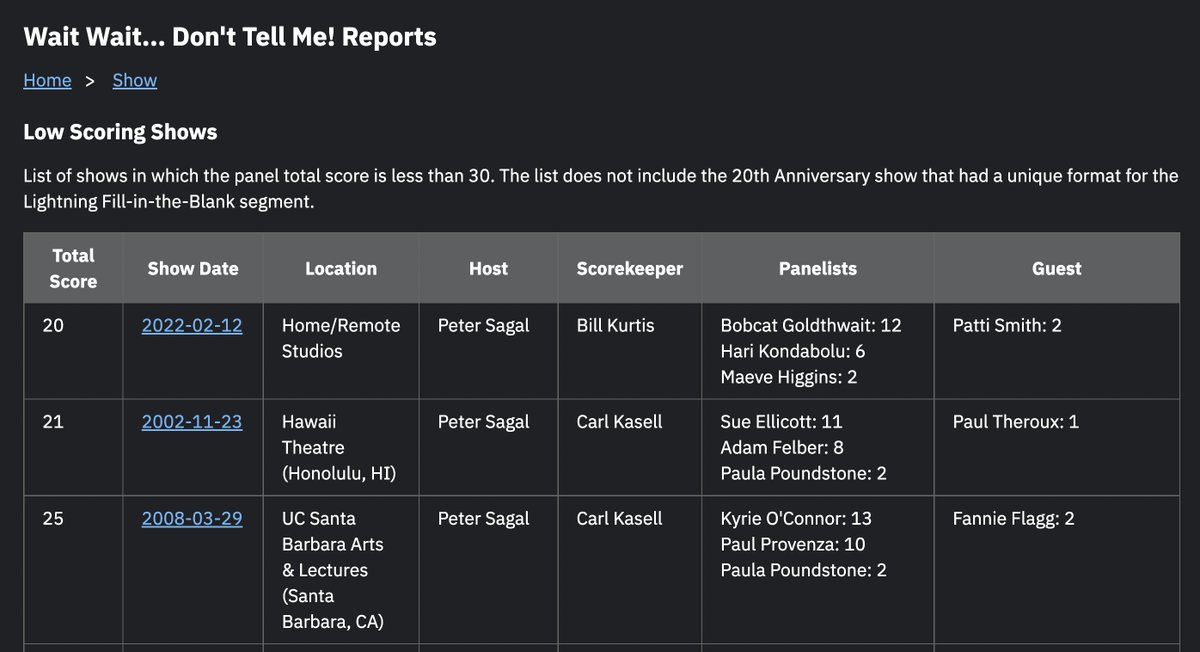 Wait Wait... Don't Tell Me! Reports
Home > Show
Low Scoring Shows
List of shows in which the panel total score is less than 30. The list does not include the 20th Anniversary show that had a unique format for the
Lightning Fill-in-the-Blank segment.
Total
Score
Show Date
Location
Host
Scorekeeper
Panelists
Guest
20
2022-02-12
Home/Remote
Studios
Peter Sagal
Bill Kurtis
Bobcat Goldthwait: 12
Hari Kondabolu: 6
Maeve Higgins: 2
Patti Smith: 2
21
2002-11-23
Hawaii
Theatre
(Honolulu, HI)
Peter Sagal
Carl Kasell
Sue Ellicott: 11
Adam Felber: 8
Paula Poundstone: 2
Paul Theroux: 1
25
2008-03-29
UC Santa
Barbara Arts
& Lectures
(Santa
Barbara, CA)
Peter Sagal
Carl Kasell
Kyrie O'Connor: 13
Paul Provenza: 10
Paula Poundstone: 2
Fannie Flagg: 2